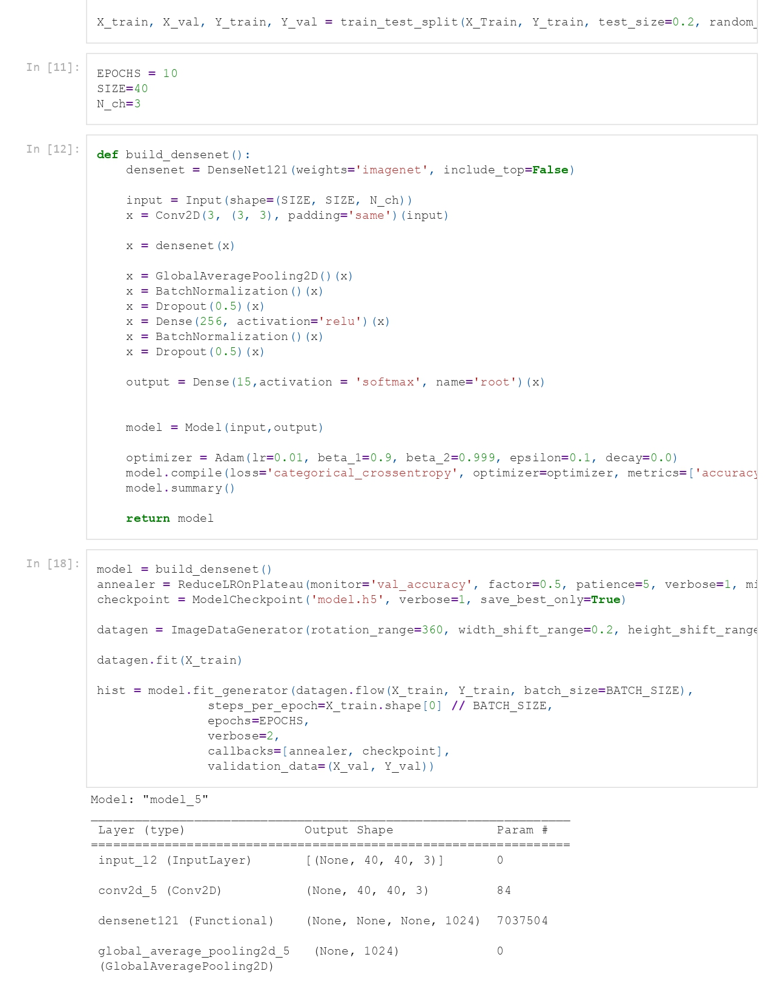 X_train, X_val, Y_train, Y_val = train_test_split(X_Train, Y_train, test_size=0.2, random_
In [11]:
EPOCHS = 10
SIZE=40
N_ch=3
In [12]:
def build_densenet():
    densenet = DenseNet121(weights='imagenet', include_top=False)
    input = Input(shape=(SIZE, SIZE, N_ch))
    x = Conv2D(3, (3, 3), padding='same')(input)
    x = densenet(x)
    x = GlobalAveragePooling2D()(x)
    x = BatchNormalization()(x)
    x = Dropout(0.5)(x)
    x = Dense(256, activation='relu')(x)
    x = BatchNormalization()(x)
    x = Dropout(0.5)(x)
    output = Dense(15,activation = 'softmax', name='root')(x)
    model = Model(input,output)
    optimizer = Adam(lr=0.01, beta_1=0.9, beta_2=0.999, epsilon=0.1, decay=0.0)
    model.compile(loss='categorical_crossentropy', optimizer=optimizer, metrics=['accuracy
    model.summary()
    return model
In [18]:
model = build_densenet()
annealer = ReduceLROnPlateau(monitor='val_accuracy', factor=0.5, patience=5, verbose=1, mi
checkpoint = ModelCheckpoint('model.h5', verbose=1, save_best_only=True)
datagen = ImageDataGenerator(rotation_range=360, width_shift_range=0.2, height_shift_range
datagen.fit(X_train)
hist = model.fit_generator(datagen.flow(X_train, Y_train, batch_size=BATCH_SIZE),
               steps_per_epoch=X_train.shape[0] // BATCH_SIZE,
               epochs=EPOCHS,
               verbose=2,
               callbacks=[annealer, checkpoint],
               validation_data=(X_val, Y_val))
Model: "model_5"
_________________________________________________________________
 Layer (type)                Output Shape              Param #
=================================================================
 input_12 (InputLayer)       [(None, 40, 40, 3)]       0
 conv2d_5 (Conv2D)           (None, 40, 40, 3)         84
 densenet121 (Functional)    (None, None, None, 1024)  7037504
 global_average_pooling2d_5   (None, 1024)             0
 (GlobalAveragePooling2D)